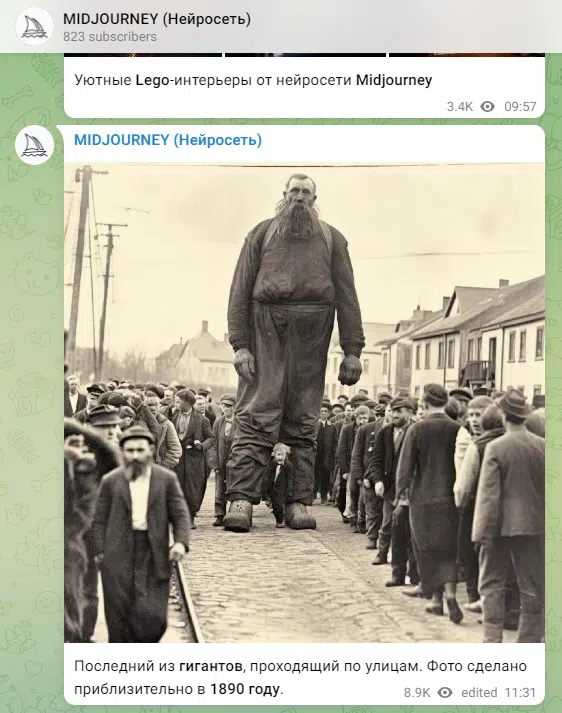 MIDJOURNEY (Нейросеть)
823 subscribers
Уютные Lego-интерьеры от нейросети Midjourney
3.4K 09:57
MIDJOURNEY (Нейросеть)
Последний из гигантов, проходящий по улицам. Фото сделано
приблизительно в 1890 году.
8.9K edited 11:31